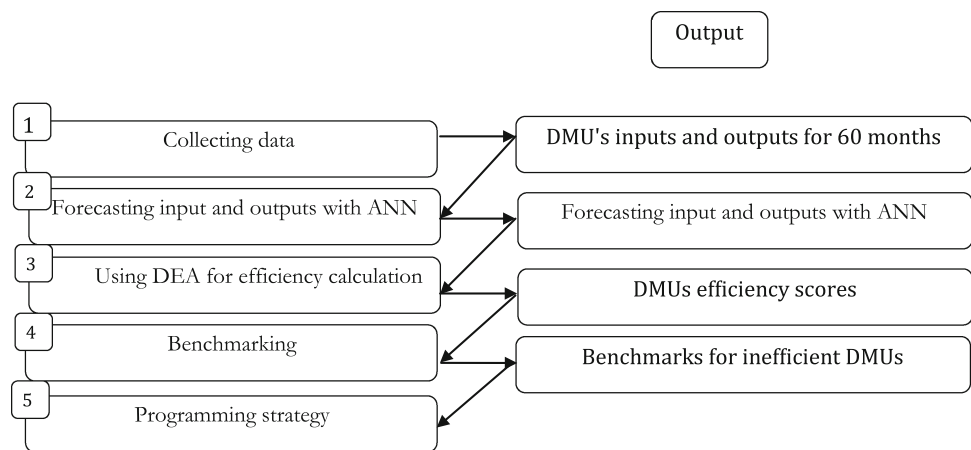 Output
1
Collecting data
DMU's inputs and outputs for 60 months
2
Forecasting input and outputs with ANN
Forecasting input and outputs with ANN
3
Using DEA for efficiency calculation
DMUs efficiency scores
4
Benchmarking
Benchmarks for inefficient DMUs
5
Programming strategy